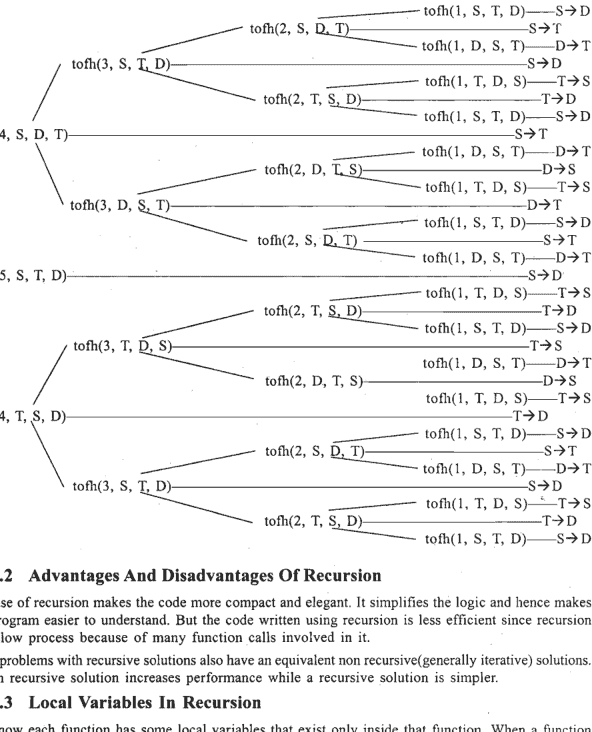 tofh(1, S, T, D)——S→D
tofh(2, S, D, T)——S→T
tofh(1, D, S, T)——D→T
tofh(3, S, T, D)——S→D
tofh(1, T, D, S)——T→S
tofh(2, T, S, D)——T→D
tofh(1, S, T, D)——S→D
4, S, D, T)——S→T
tofh(1, D, S, T)——D→T
tofh(2, D, T, S)——D→S
tofh(1, T, D, S)——T→S
tofh(3, D, S, T)——D→T
tofh(1, S, T, D)——S→D
tofh(2, S, D, T)——S→T
tofh(1, D, S, T)——D→T
5, S, T, D)——S→D
tofh(1, T, D, S)——T→S
tofh(2, T, S, D)——T→D
tofh(1, S, T, D)——S→D
tofh(3, T, D, S)——T→S
tofh(1, D, S, T)——D→T
tofh(2, D, T, S)——D→S
tofh(1, T, D, S)——T→S
4, T, S, D)——T→D
tofh(1, S, T, D)——S→D
tofh(2, S, D, T)——S→T
tofh(1, D, S, T)——D→T
tofh(3, S, T, D)——S→D
tofh(1, T, D, S)——T→S
tofh(2, T, S, D)——T→D
tofh(1, S, T, D)——S→D
.2 Advantages And Disadvantages Of Recursion
se of recursion makes the code more compact and elegant. It simplifies the logic and hence makes
rogram easier to understand. But the code written using recursion is less efficient since recursion
low process because of many function calls involved in it.
problems with recursive solutions also have an equivalent non recursive(generally iterative) solutions.
n recursive solution increases performance while a recursive solution is simpler.
.3 Local Variables In Recursion
now each function has some local variables that exist only inside that function. When a function